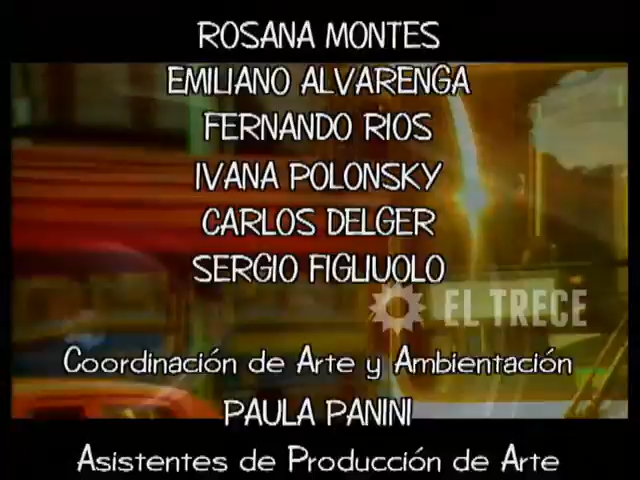 ROSANA MONTES
EMILIANO ALVARENGA
FERNANDO RIOS
IVANA POLONSKY
CARLOS DELGER
SERGIO FIGLIUOLO
EL TRECE
Coordinación de Arte y Ambientación
PAULA PANINI
Asistentes de Producción de Arte